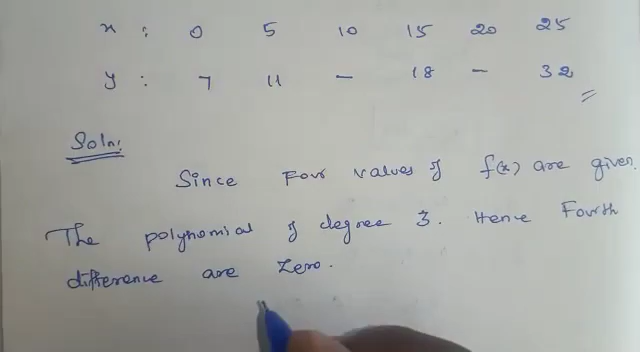 x : 0 5 10 15 20 25
y : 7 11 - 18 - 32
Soln:
Since Four values of f(x) are given.
The polynomial of degree 3. Hence Fourth
difference are Zero.